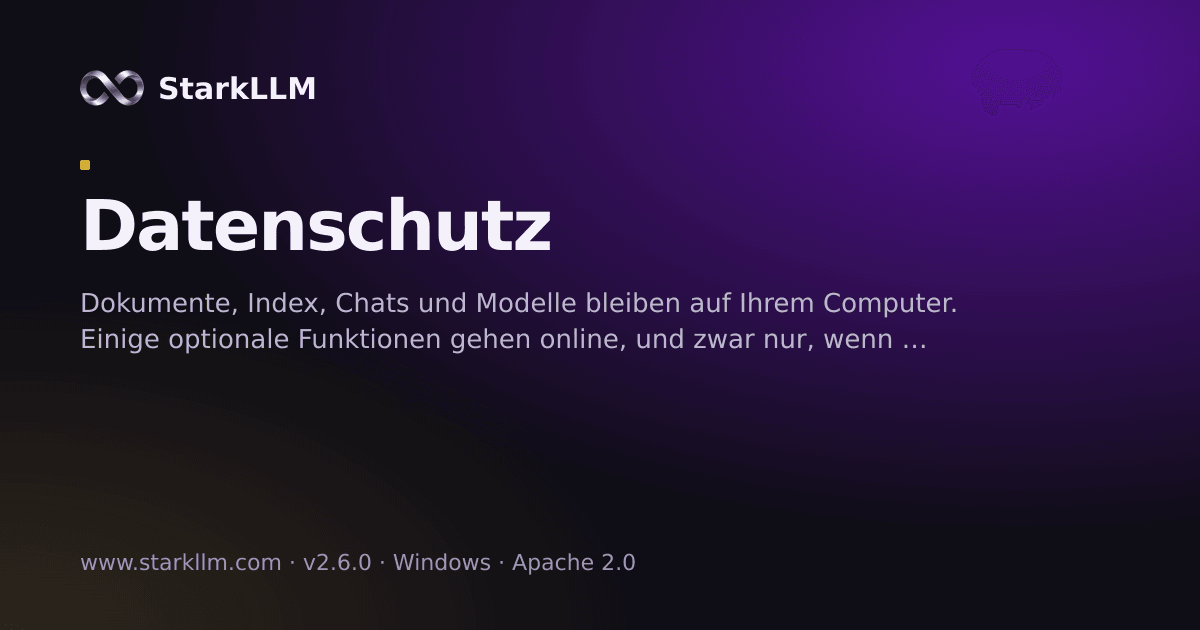 StarkLLM
Datenschutz
Dokumente, Index, Chats und Modelle bleiben auf Ihrem Computer.
Einige optionale Funktionen gehen online, und zwar nur, wenn …
www.starkllm.com · v2.6.0 · Windows · Apache 2.0